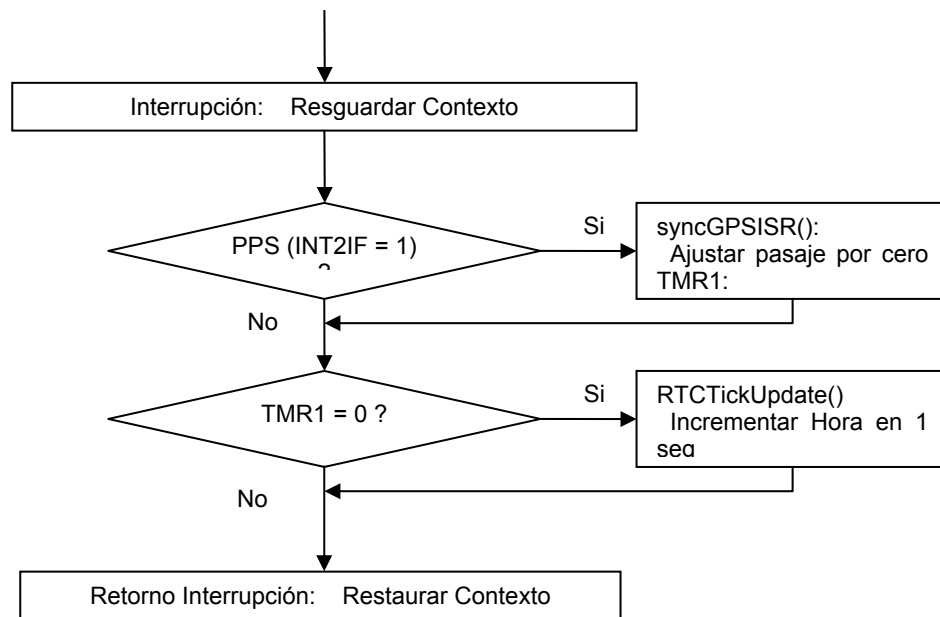 Interrupción: Resguardar Contexto
PPS (INT2IF = 1)
?
Si
syncGPSISR():
Ajustar pasaje por cero
TMR1:
No
TMR1 = 0 ?
Si
RTCTickUpdate()
Incrementar Hora en 1
seg
No
Retorno Interrupción: Restaurar Contexto